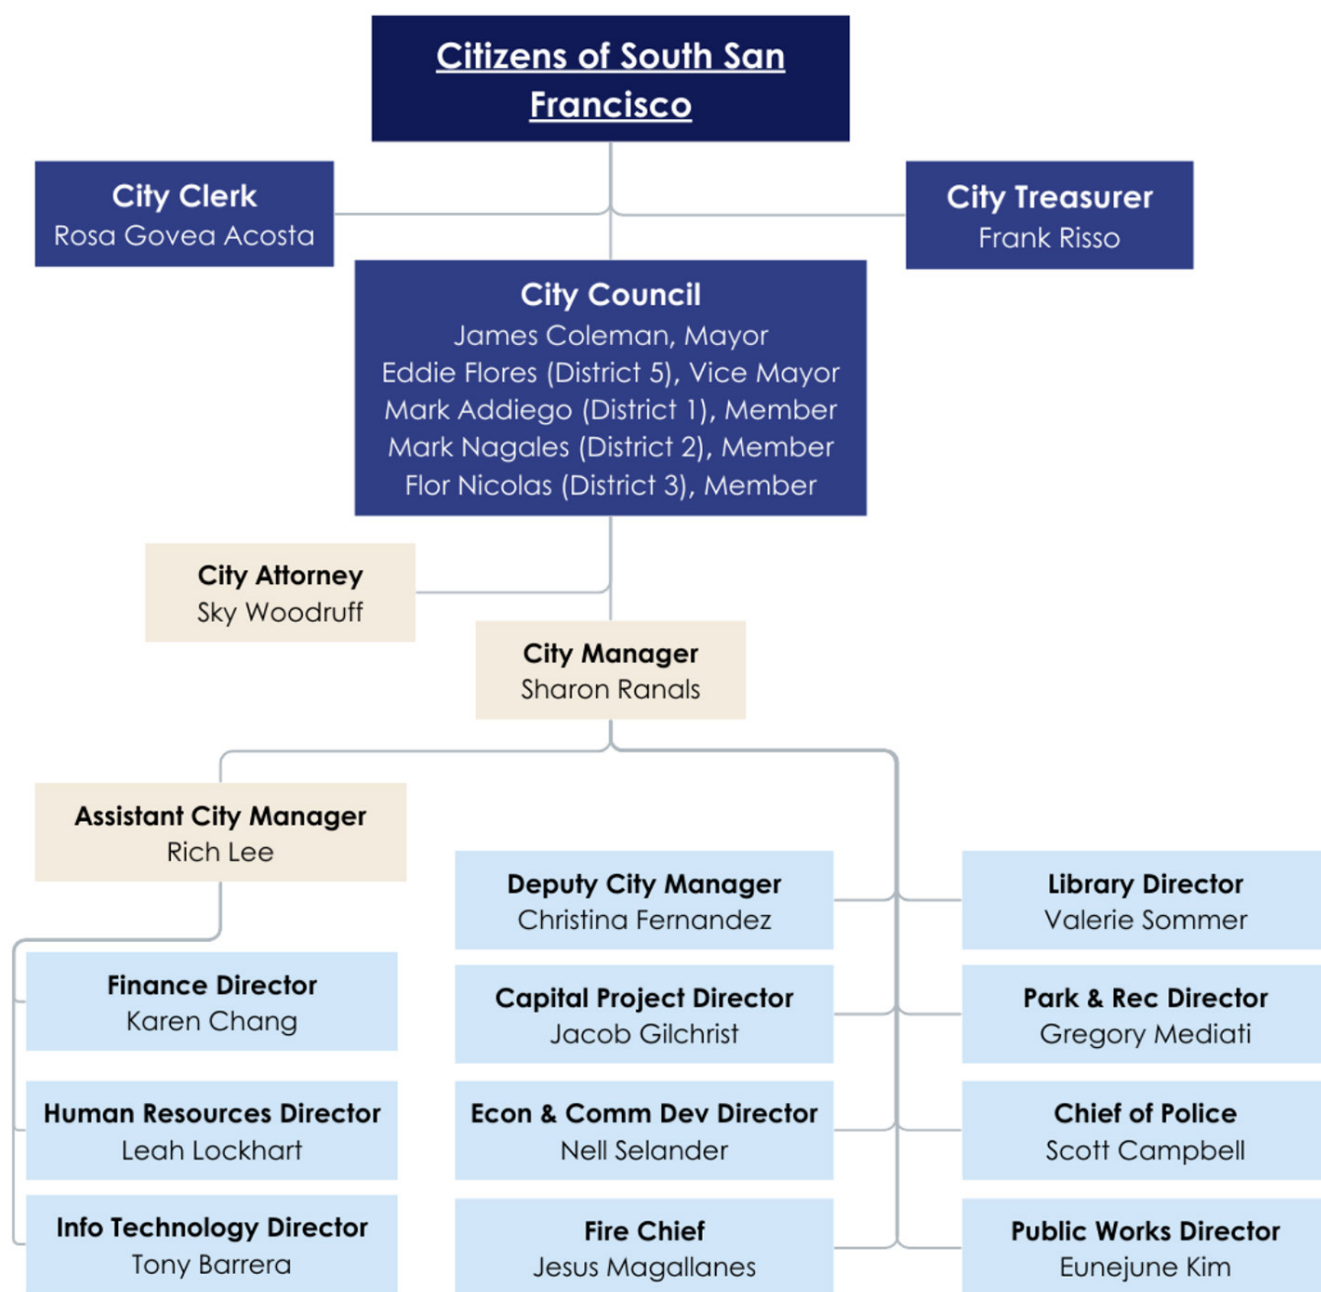 Citizens of South San
Francisco
City Clerk
Rosa Govea Acosta
City Treasurer
Frank Risso
City Council
James Coleman, Mayor
Eddie Flores (District 5), Vice Mayor
Mark Addiego (District 1), Member
Mark Nagales (District 2), Member
Flor Nicolas (District 3), Member
City Attorney
Sky Woodruff
City Manager
Sharon Ranals
Assistant City Manager
Rich Lee
Finance Director
Karen Chang
Human Resources Director
Leah Lockhart
Info Technology Director
Tony Barrera
Deputy City Manager
Christina Fernandez
Capital Project Director
Jacob Gilchrist
Econ & Comm Dev Director
Nell Selander
Fire Chief
Jesus Magallanes
Library Director
Valerie Sommer
Park & Rec Director
Gregory Mediati
Chief of Police
Scott Campbell
Public Works Director
Eunejune Kim